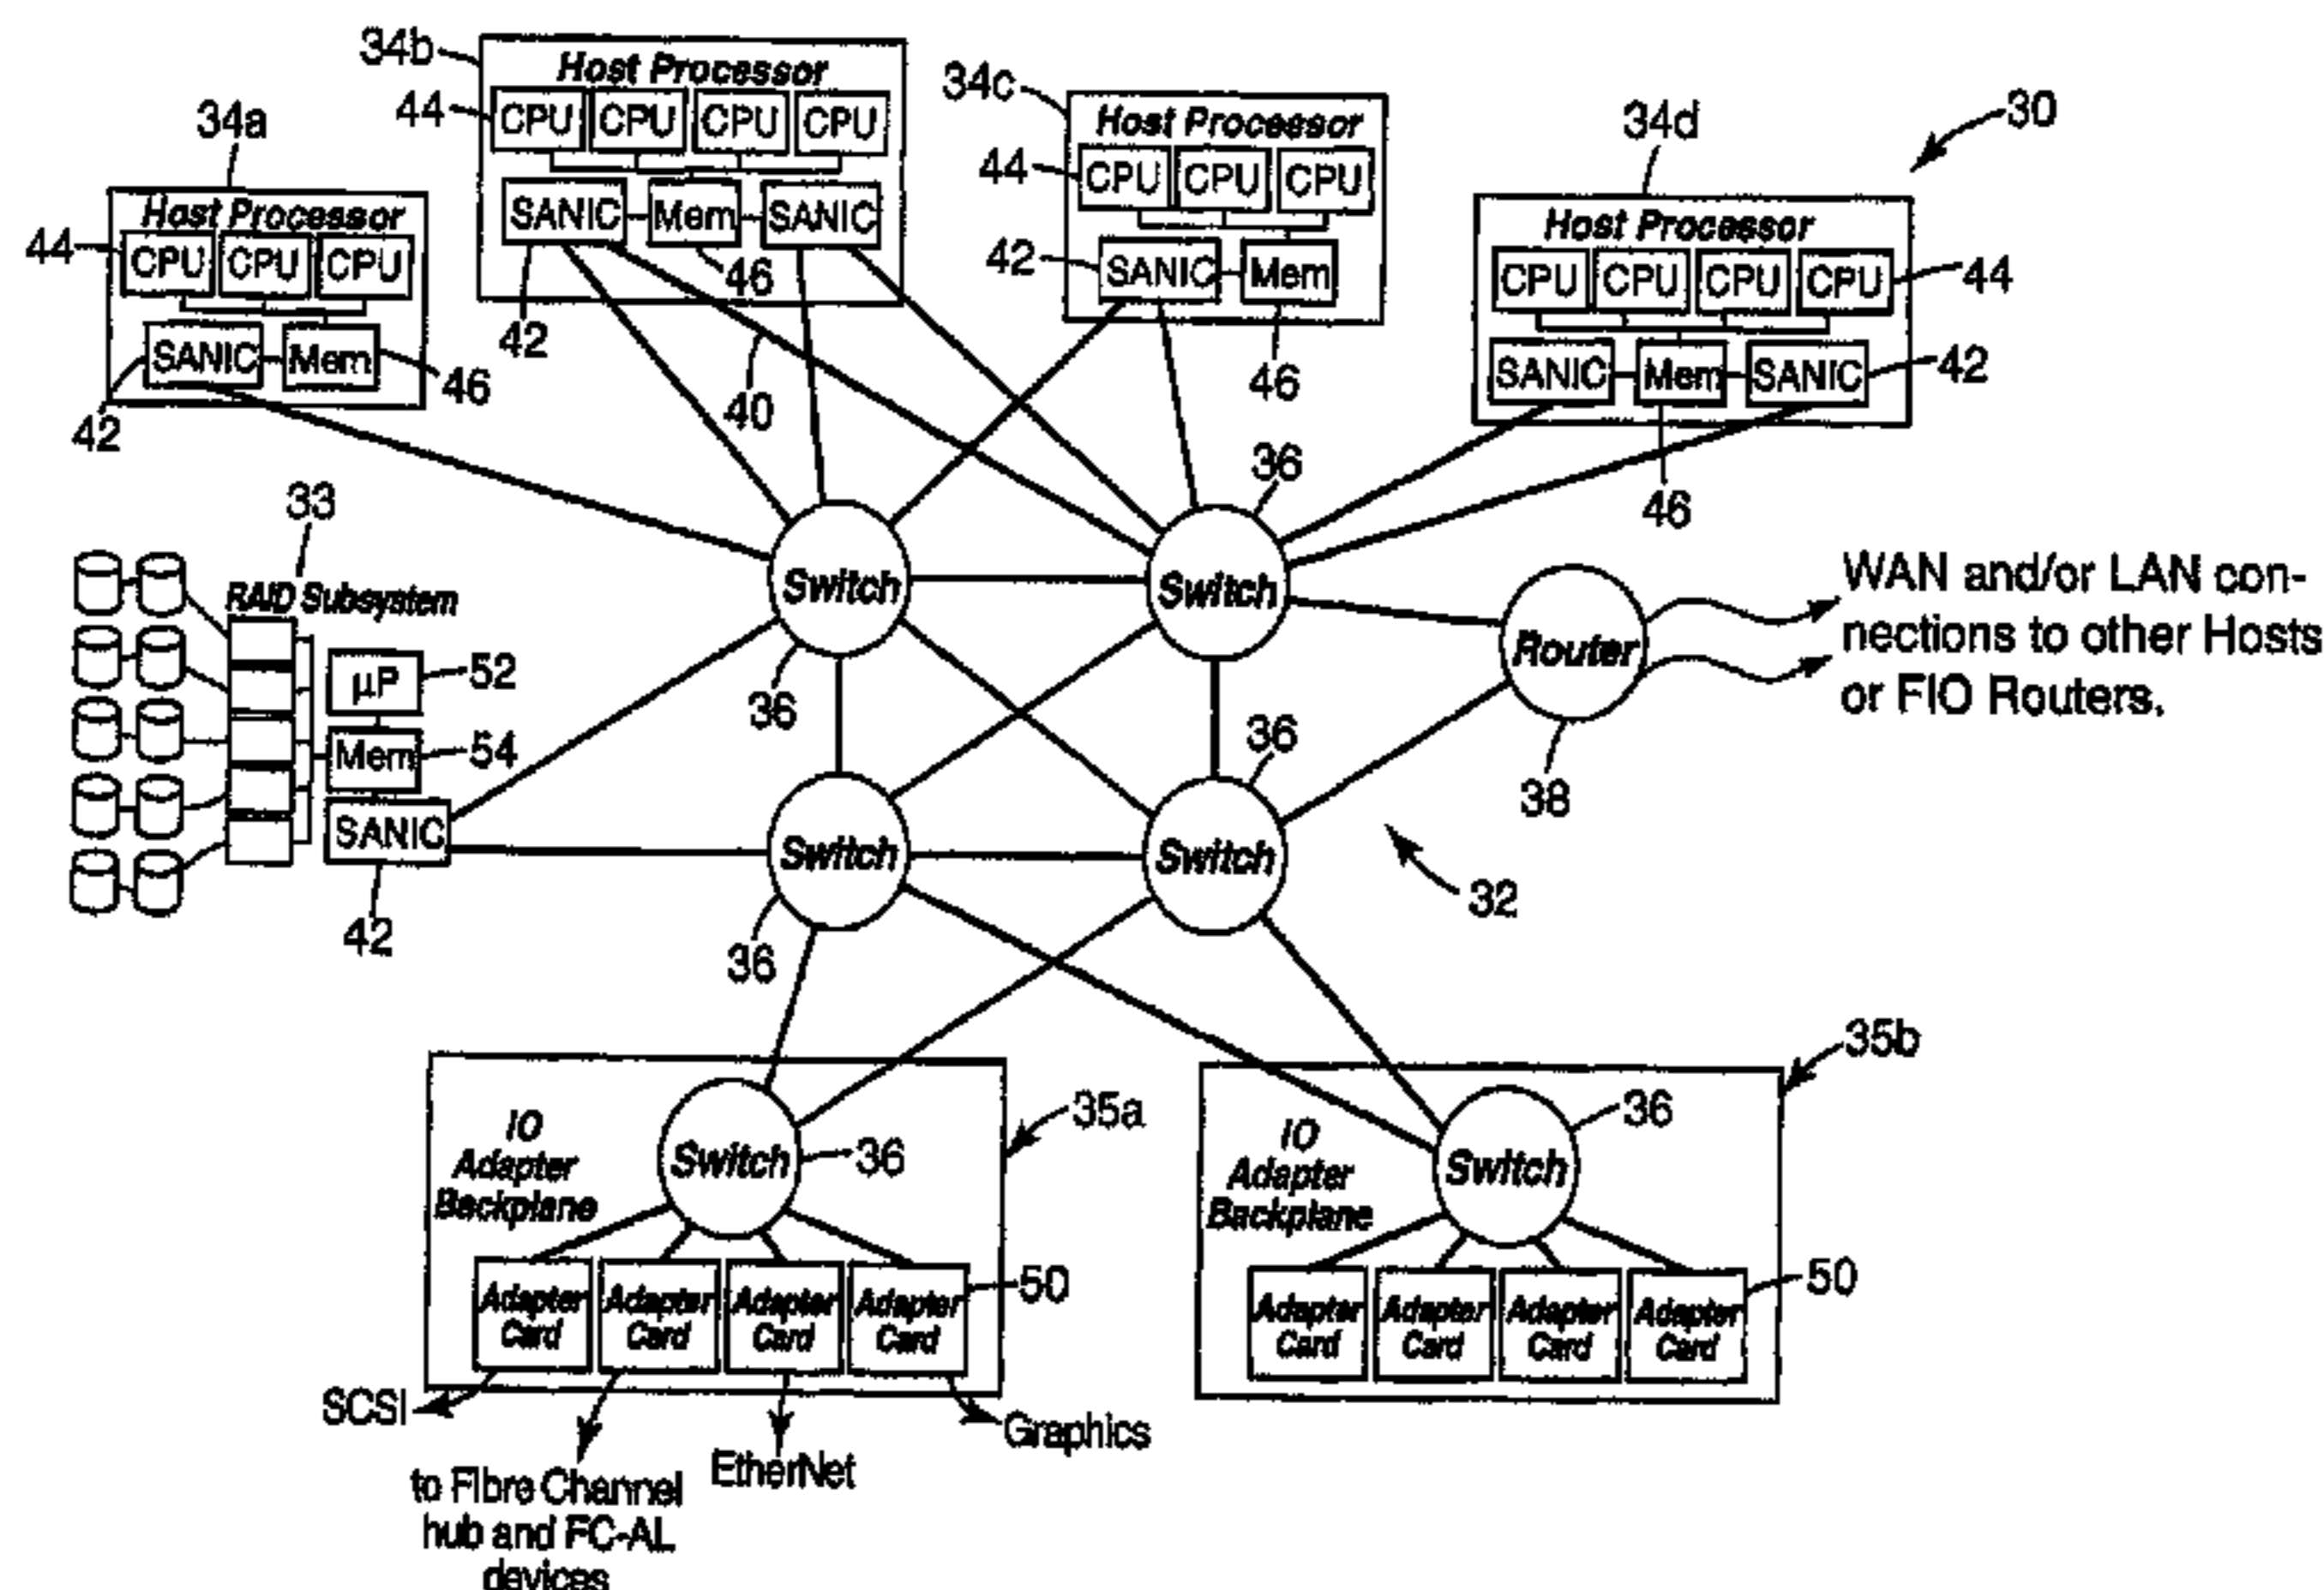 34b
Host Processor
44
CPU CPU CPU CPU
SANIC Mem SANIC
42
46
40
34c
Host Processor
44
CPU CPU CPU
42
SANIC Mem
46
34a
Host Processor
44
CPU CPU CPU
SANIC Mem
42
46
34d
30
Host Processor
CPU CPU CPU CPU
44
SANIC Mem SANIC
42
46
33
RAID Subsystem
µP
52
Mem
54
SANIC
42
Switch
36
Switch
36
Router
38
WAN and/or LAN con-
nections to other Hosts
or FIO Routers.
Switch
36
Switch
36
32
35a
IO
Adapter
Backplane
Switch
36
Adapter Adapter Adapter Adapter
Card Card Card Card
50
SCSI
to Fibre Channel
hub and FC-AL
devices
EtherNet
Graphics
35b
IO
Adapter
Backplane
Switch
36
Adapter Adapter Adapter Adapter
Card Card Card Card
50